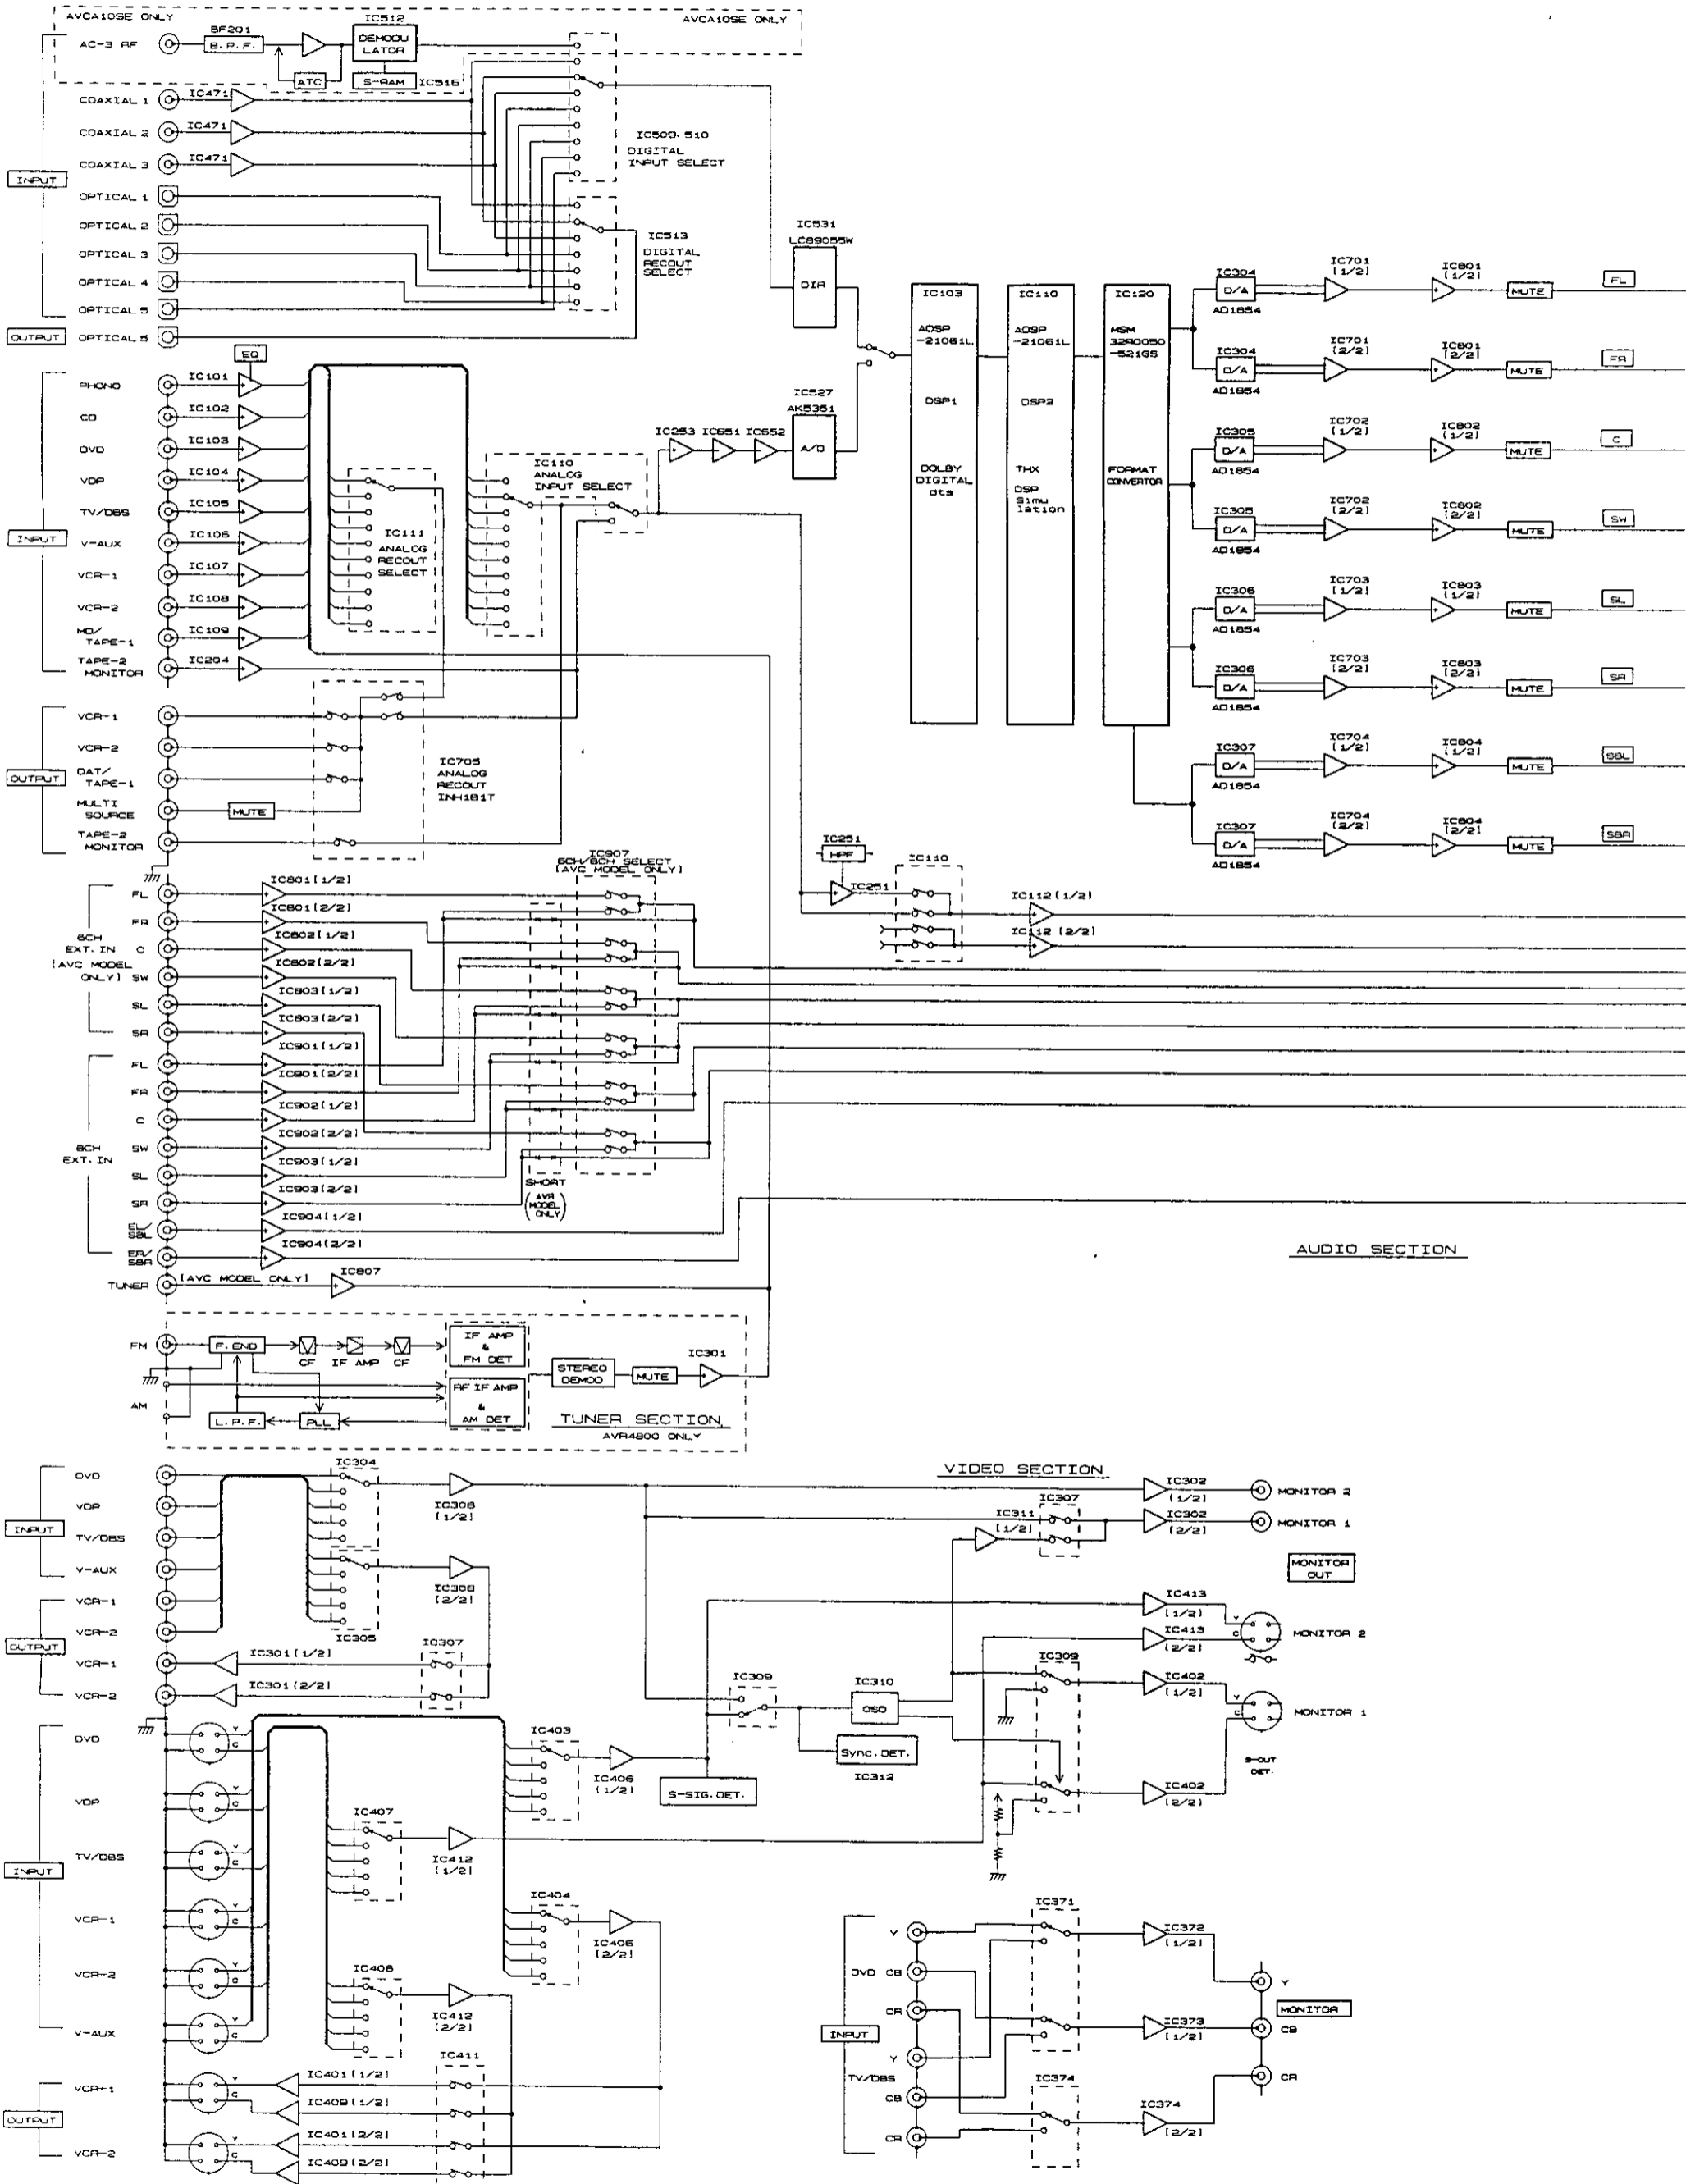 AVCA10SE ONLY
AVCA10SE ONLY
AC-3 RF
BF201
B.P.F.
ATC
IC512
DEMODU
LATOR
S-RAM
IC516
COAXIAL 1
IC471
COAXIAL 2
IC471
COAXIAL 3
IC471
INPUT
OPTICAL 1
OPTICAL 2
OPTICAL 3
OPTICAL 4
OPTICAL 5
OUTPUT
OPTICAL 5
IC509.510
DIGITAL
INPUT SELECT
IC513
DIGITAL
RECOUT
SELECT
IC531
LC89055W
DIR
IC527
AK5351
A/D
IC253
IC651
IC652
IC103
ADSP
-21061L
DSP1
DOLBY
DIGITAL
dts
IC110
ADSP
-21061L
DSP2
THX
DSP
Simu
lation
IC120
MSM
32R0050
-521GS
FORMAT
CONVERTOR
IC304
D/A
AD1854
IC701
(1/2)
IC801
(1/2)
MUTE
FL
IC304
D/A
AD1854
IC701
(2/2)
IC801
(2/2)
MUTE
FR
IC305
D/A
AD1854
IC702
(1/2)
IC802
(1/2)
MUTE
C
IC305
D/A
AD1854
IC702
(2/2)
IC802
(2/2)
MUTE
SW
IC306
D/A
AD1854
IC703
(1/2)
IC803
(1/2)
MUTE
SL
IC306
D/A
AD1854
IC703
(2/2)
IC803
(2/2)
MUTE
SR
IC307
D/A
AD1854
IC704
(1/2)
IC804
(1/2)
MUTE
SBL
IC307
D/A
AD1854
IC704
(2/2)
IC804
(2/2)
MUTE
SBR
EQ
INPUT
PHONO
IC101
CD
IC102
DVD
IC103
VDP
IC104
TV/DBS
IC105
V-AUX
IC106
VCR-1
IC107
VCR-2
IC108
MD/
TAPE-1
IC109
TAPE-2
MONITOR
IC204
IC111
ANALOG
RECOUT
SELECT
IC110
ANALOG
INPUT SELECT
OUTPUT
VCR-1
VCR-2
DAT/
TAPE-1
MULTI
SOURCE
MUTE
TAPE-2
MONITOR
IC705
ANALOG
RECOUT
INHIBIT
IC251
HPF
IC251
IC110
IC112(1/2)
IC112(2/2)
IC907
6CH/8CH SELECT
(AVC MODEL ONLY)
6CH
EXT. IN
(AVC MODEL
ONLY)
FL
IC801(1/2)
FR
IC801(2/2)
C
IC802(1/2)
SW
IC802(2/2)
SL
IC803(1/2)
SR
IC803(2/2)
8CH
EXT. IN
FL
IC901(1/2)
FR
IC901(2/2)
C
IC902(1/2)
SW
IC902(2/2)
SL
IC903(1/2)
SR
IC903(2/2)
EL/
SBL
IC904(1/2)
ER/
SBR
IC904(2/2)
SHORT
(AVR
MODEL
ONLY)
TUNER
(AVC MODEL ONLY)
IC807
AUDIO SECTION
FM
F.END
CF
IF AMP
CF
IF AMP
&
FM DET
AM
L.P.F.
PLL
RF IF AMP
&
AM DET
STEREO
DEMOD
MUTE
IC301
TUNER SECTION
AVR4800 ONLY
VIDEO SECTION
INPUT
DVD
VDP
TV/DBS
V-AUX
OUTPUT
VCR-1
VCR-2
VCR-1
VCR-2
IC304
IC306
(1/2)
IC305
IC308
(2/2)
IC301(1/2)
IC301(2/2)
IC307
IC302
(1/2)
MONITOR 2
IC311
(1/2)
IC307
IC302
(2/2)
MONITOR 1
MONITOR
OUT
IC413
(1/2)
IC413
(2/2)
Y
C
MONITOR 2
IC309
IC310
OSD
Sync.DET.
IC312
IC309
IC402
(1/2)
IC402
(2/2)
Y
C
MONITOR 1
S-OUT
DET.
INPUT
DVD
Y
C
VDP
Y
C
TV/DBS
Y
C
VCR-1
Y
C
VCR-2
Y
C
V-AUX
Y
C
IC403
IC406
(1/2)
S-SIG.DET.
IC407
IC412
(1/2)
IC404
IC406
(2/2)
IC408
IC412
(2/2)
OUTPUT
VCR-1
Y
C
VCR-2
Y
C
IC401(1/2)
IC409(1/2)
IC401(2/2)
IC409(2/2)
IC411
INPUT
DVD
Y
CB
CR
TV/DBS
Y
CB
CR
IC371
IC372
(1/2)
IC373
(1/2)
IC374
IC374
(2/2)
MONITOR
Y
CB
CR